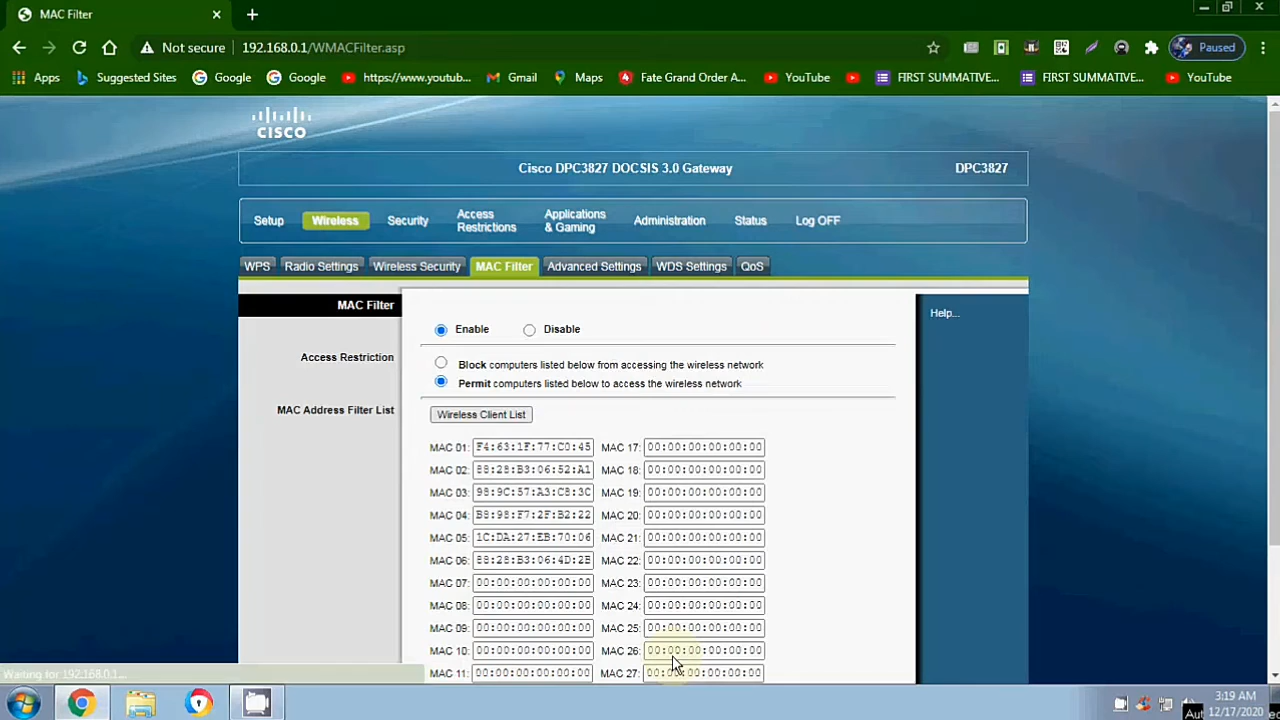 MAC Filter
Not secure 192.168.0.1/WMACFilter.asp Paused
Apps Suggested Sites Google Google https://www.youtub... Gmail Maps Fate Grand Order A... YouTube FIRST SUMMATIVE... FIRST SUMMATIVE... YouTube
CISCO
Cisco DPC3827 DOCSIS 3.0 Gateway DPC3827
Setup Wireless Security Access Restrictions Applications & Gaming Administration Status Log OFF
WPS Radio Settings Wireless Security MAC Filter Advanced Settings WDS Settings QoS
MAC Filter
Help...
Enable Disable
Access Restriction
Block computers listed below from accessing the wireless network
Permit computers listed below to access the wireless network
MAC Address Filter List
Wireless Client List
MAC 01: F4:63:1F:77:C0:45 MAC 17: 00:00:00:00:00:00
MAC 02: 88:28:B3:06:52:A1 MAC 18: 00:00:00:00:00:00
MAC 03: 98:9C:57:A3:C8:3C MAC 19: 00:00:00:00:00:00
MAC 04: B8:98:F7:2F:B2:22 MAC 20: 00:00:00:00:00:00
MAC 05: 1C:DA:27:EB:70:06 MAC 21: 00:00:00:00:00:00
MAC 06: 88:28:B3:06:4D:2B MAC 22: 00:00:00:00:00:00
MAC 07: 00:00:00:00:00:00 MAC 23: 00:00:00:00:00:00
MAC 08: 00:00:00:00:00:00 MAC 24: 00:00:00:00:00:00
MAC 09: 00:00:00:00:00:00 MAC 25: 00:00:00:00:00:00
MAC 10: 00:00:00:00:00:00 MAC 26: 00:00:00:00:00:00
MAC 11: 00:00:00:00:00:00 MAC 27: 00:00:00:00:00:00
Waiting for 192.168.0.1...
3:19 AM
12/17/2020